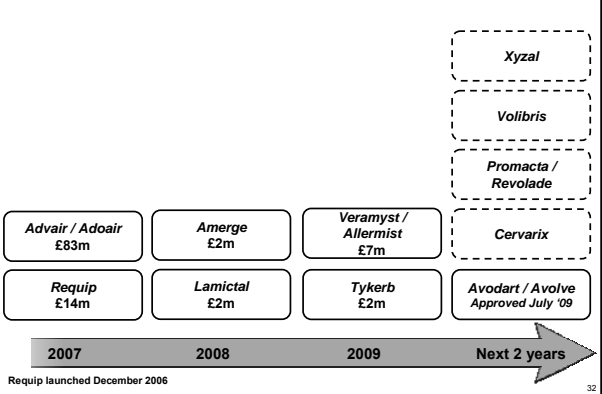 Xyzal
Volibris
Promacta /
Revolade
Advair / Adoair
£83m
Amerge
£2m
Veramyst /
Allermist
£7m
Cervarix
Requip
£14m
Lamictal
£2m
Tykerb
£2m
Avodart / Avolve
Approved July ‘09
2007
2008
2009
Next 2 years
Requip launched December 2006
32